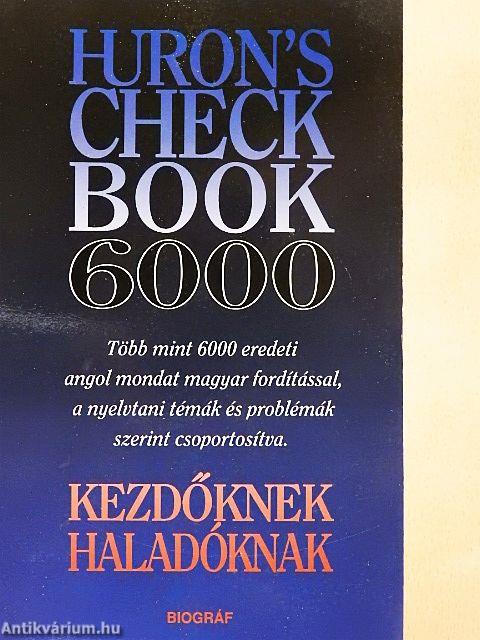 HURON'S
CHECK
BOOK
6000
Több mint 6000 eredeti
angol mondat magyar fordítással,
a nyelvtani témák és problémák
szerint csoportosítva.
KEZDŐKNEK
HALADÓKNAK
BIOGRÁF
Antikvárium.hu